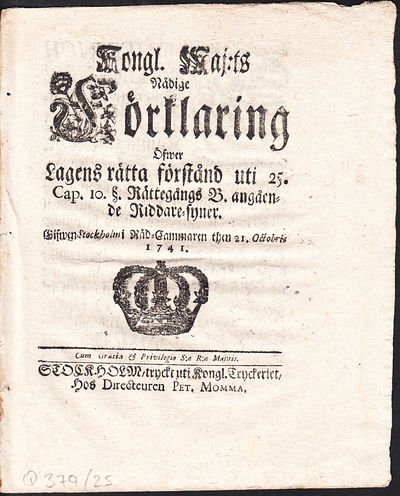 Kongl. Maj:ts
Nådige
Förklaring
Öfwer
Lagens rätta förstånd uti 25.
Cap. 10. §. Rättegångs B. angåen-
de Riddare-syner.
Gifwen Stockholm i Råd-Cammaren then 21. Octobris
1741.
Cum Gratia & Privilegio S:æ R:æ Majest:is.
STOCKHOLM, tryckt uti Kongl. Tryckeriet,
Hos Directeuren PET. MOMMA.
Q 379/25